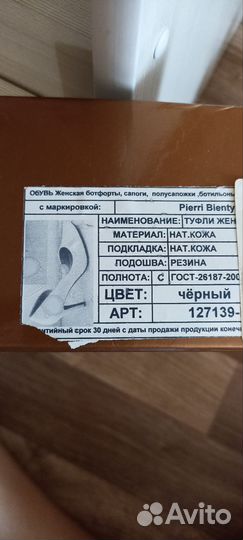 ОБУВЬ Женская ботфорты, сапоги, полусапожки ,ботильоны
с маркировкой: Pierri Bienty
НАИМЕНОВАНИЕ: ТУФЛИ ЖЕН
МАТЕРИАЛ: НАТ.КОЖА
ПОДКЛАДКА: НАТ.КОЖА
ПОДОШВА: РЕЗИНА
ПОЛНОТА: С ГОСТ-26187-200
ЦВЕТ: чёрный
АРТ: 127139-
нтийный срок 30 дней с даты продажи продукции конеч
Avito